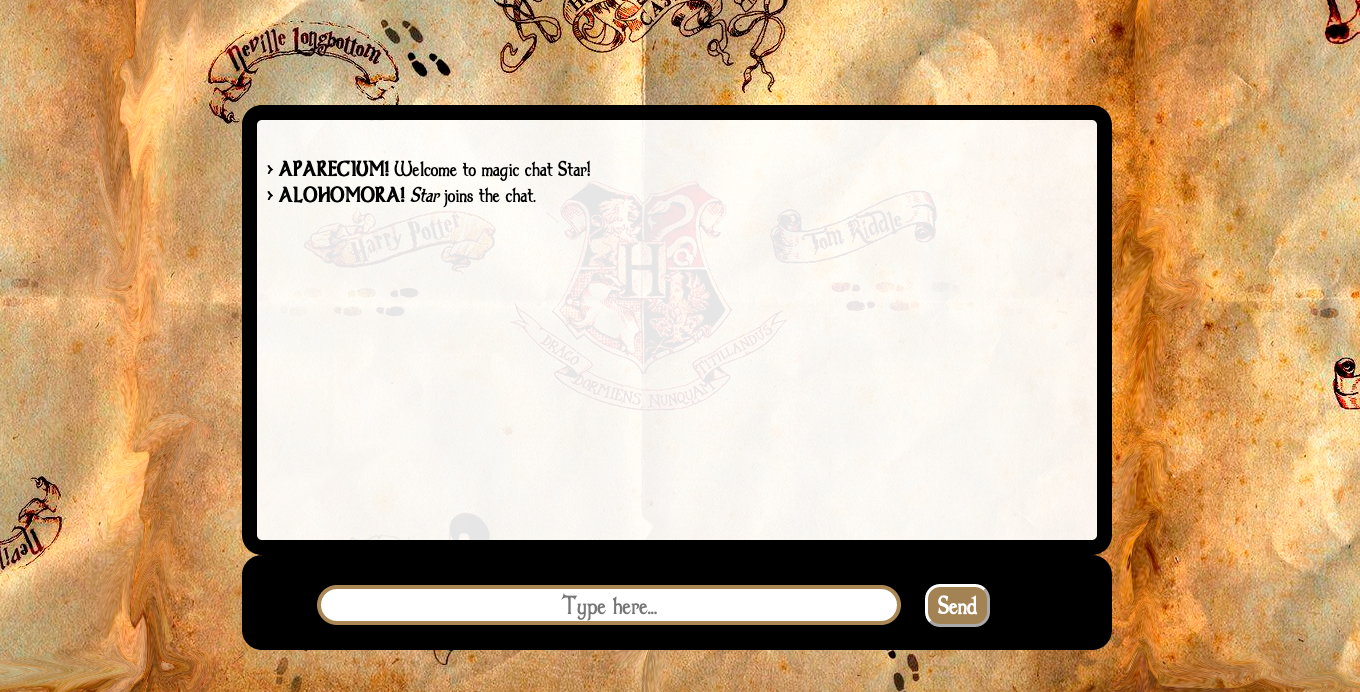 Neville Longbottom
> APARECIUM! Welcome to magic chat Star!
> ALOHOMORA! Star joins the chat.
Harry Potter
Tom Riddle
H
DRACO
DORMIENS NUNQUAM
TITILLANDUS
Type here...
Send